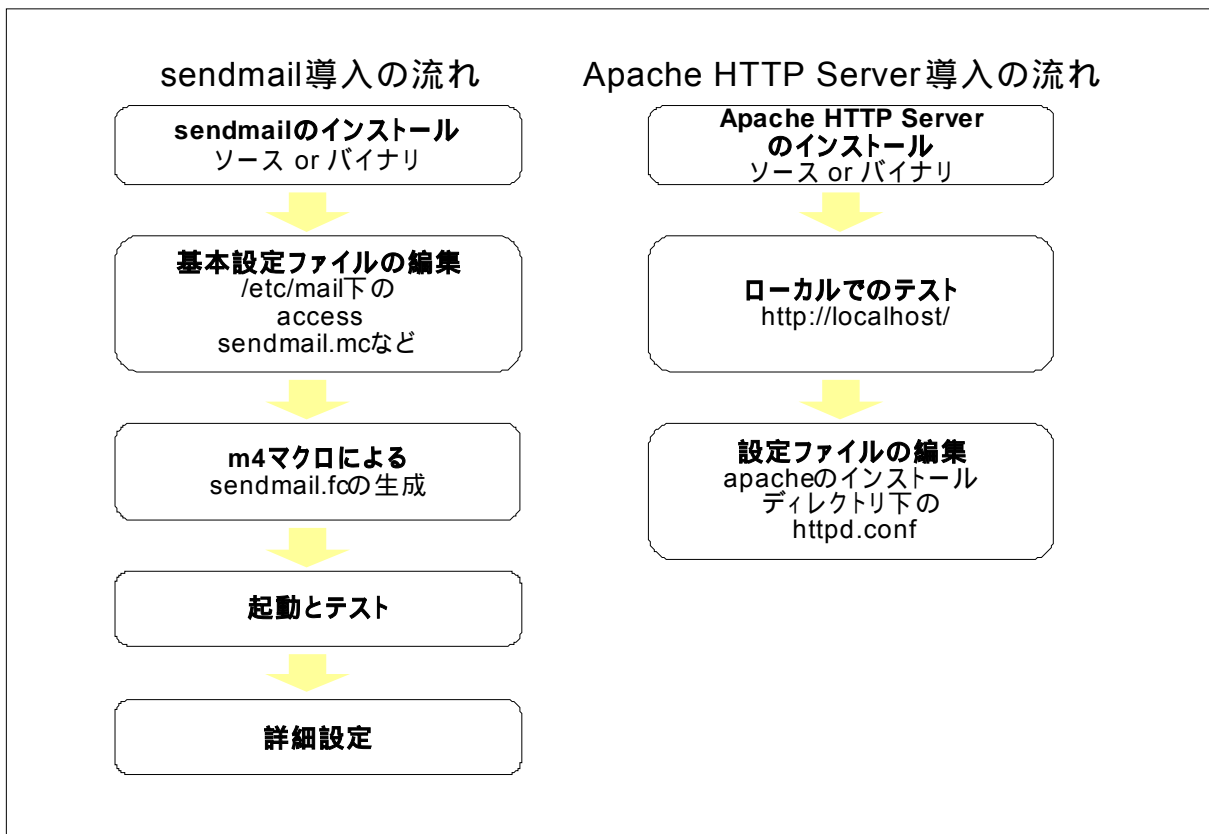 sendmail導入の流れ
sendmailのインストール
ソース or バイナリ
基本設定ファイルの編集
/etc/mail下の
access
sendmail.mcなど
m4マクロによる
sendmail.fcの生成
起動とテスト
詳細設定
Apache HTTP Server導入の流れ
Apache HTTP Server
のインストール
ソース or バイナリ
ローカルでのテスト
http://localhost/
設定ファイルの編集
apacheのインストール
ディレクトリ下の
httpd.conf